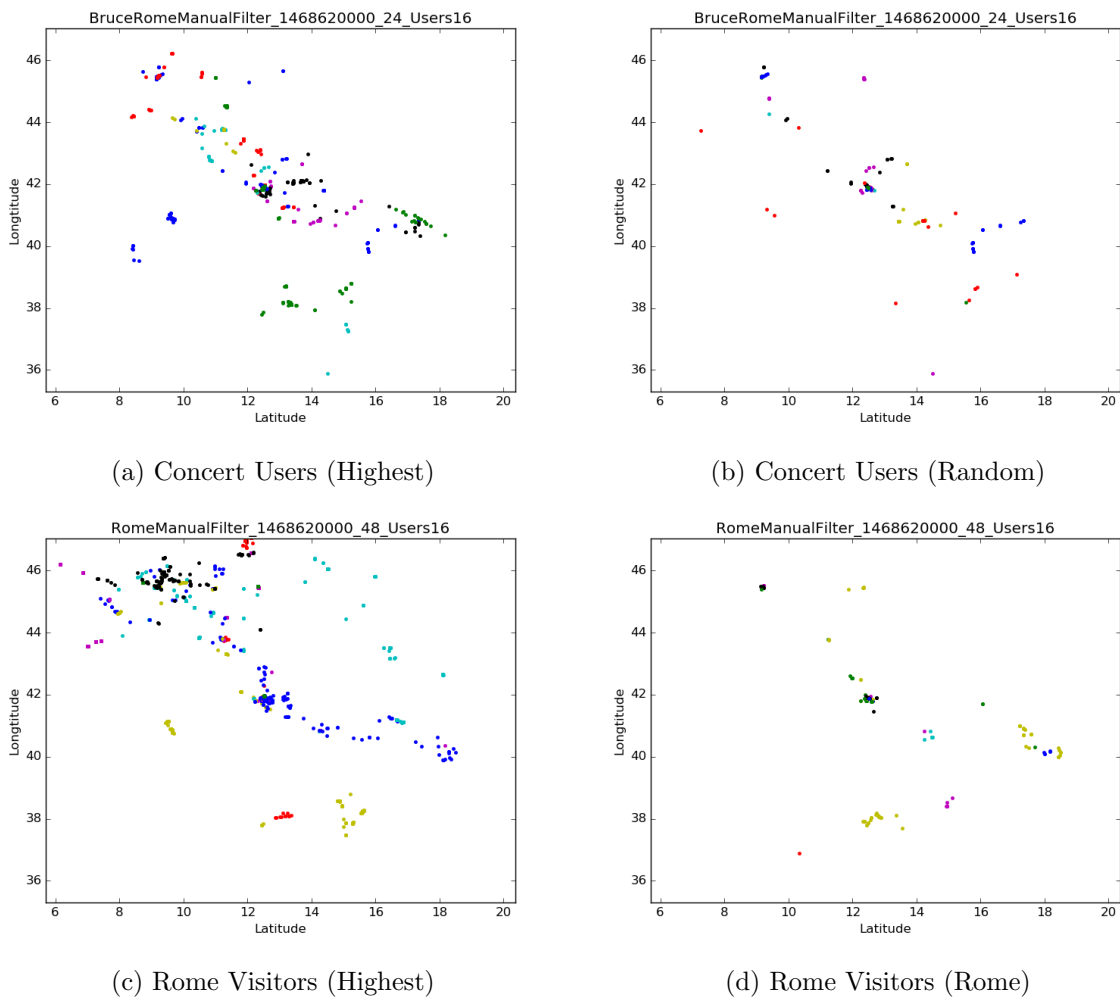 BruceRomeManualFilter_1468620000_24_Users16
46
44
42
40
38
36
Longtitude
6 8 10 12 14 16 18 20
Latitude
(a) Concert Users (Highest)
BruceRomeManualFilter_1468620000_24_Users16
46
44
42
40
38
36
Longtitude
6 8 10 12 14 16 18 20
Latitude
(b) Concert Users (Random)
RomeManualFilter_1468620000_48_Users16
46
44
42
40
38
36
Longtitude
6 8 10 12 14 16 18 20
Latitude
(c) Rome Visitors (Highest)
RomeManualFilter_1468620000_48_Users16
46
44
42
40
38
36
Longtitude
6 8 10 12 14 16 18 20
Latitude
(d) Rome Visitors (Rome)